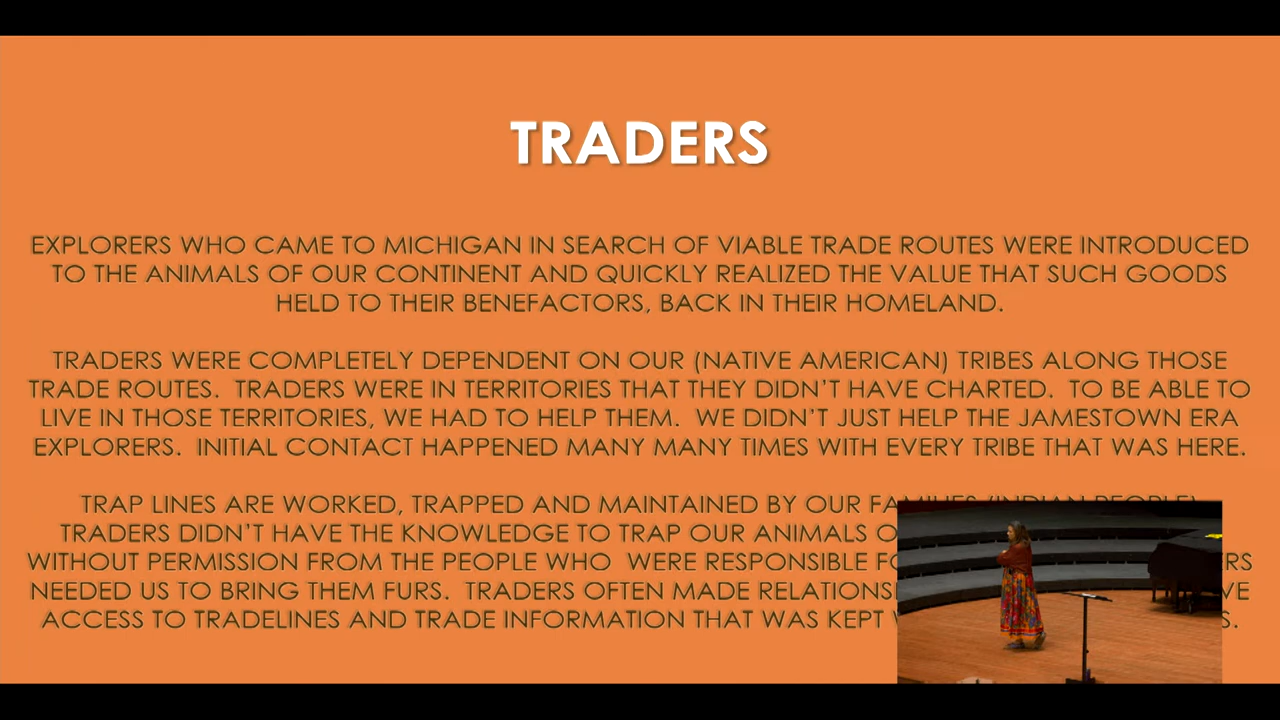 TRADERS
EXPLORERS WHO CAME TO MICHIGAN IN SEARCH OF VIABLE TRADE ROUTES WERE INTRODUCED
TO THE ANIMALS OF OUR CONTINENT AND QUICKLY REALIZED THE VALUE THAT SUCH GOODS
HELD TO THEIR BENEFACTORS, BACK IN THEIR HOMELAND.
TRADERS WERE COMPLETELY DEPENDENT ON OUR (NATIVE AMERICAN) TRIBES ALONG THOSE
TRADE ROUTES.  TRADERS WERE IN TERRITORIES THAT THEY DIDN'T HAVE CHARTED.  TO BE ABLE TO
LIVE IN THOSE TERRITORIES, WE HAD TO HELP THEM.  WE DIDN'T JUST HELP THE JAMESTOWN ERA
EXPLORERS.  INITIAL CONTACT HAPPENED MANY MANY TIMES WITH EVERY TRIBE THAT WAS HERE.
TRAP LINES ARE WORKED, TRAPPED AND MAINTAINED BY OUR FAMILIES (INDIAN PEOPLE)
TRADERS DIDN'T HAVE THE KNOWLEDGE TO TRAP OUR ANIMALS
WITHOUT PERMISSION FROM THE PEOPLE WHO  WERE RESPONSIBLE
NEEDED US TO BRING THEM FURS.  TRADERS OFTEN MADE
ACCESS TO TRADELINES AND TRADE INFORMATION THAT WAS KEPT